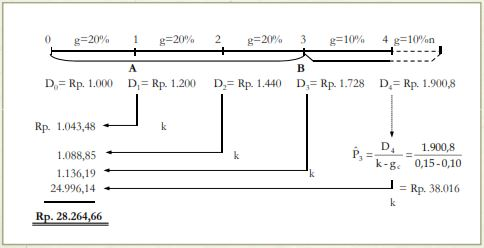 0 g=20% 1 g=20% 2 g=20% 3 g=10% 4 g=10%n
A B
D₀= Rp. 1.000 D₁= Rp. 1.200 D₂= Rp. 1.440 D₃= Rp. 1.728 D₄= Rp. 1.900,8
Rp. 1.043,48 k
1.088,85 k
P̂₃ = D₄ / k - g꜀ = 1.900,8 / 0,15 - 0,10
1.136,19 k
24.996,14 = Rp. 38.016
k
Rp. 28.264,66